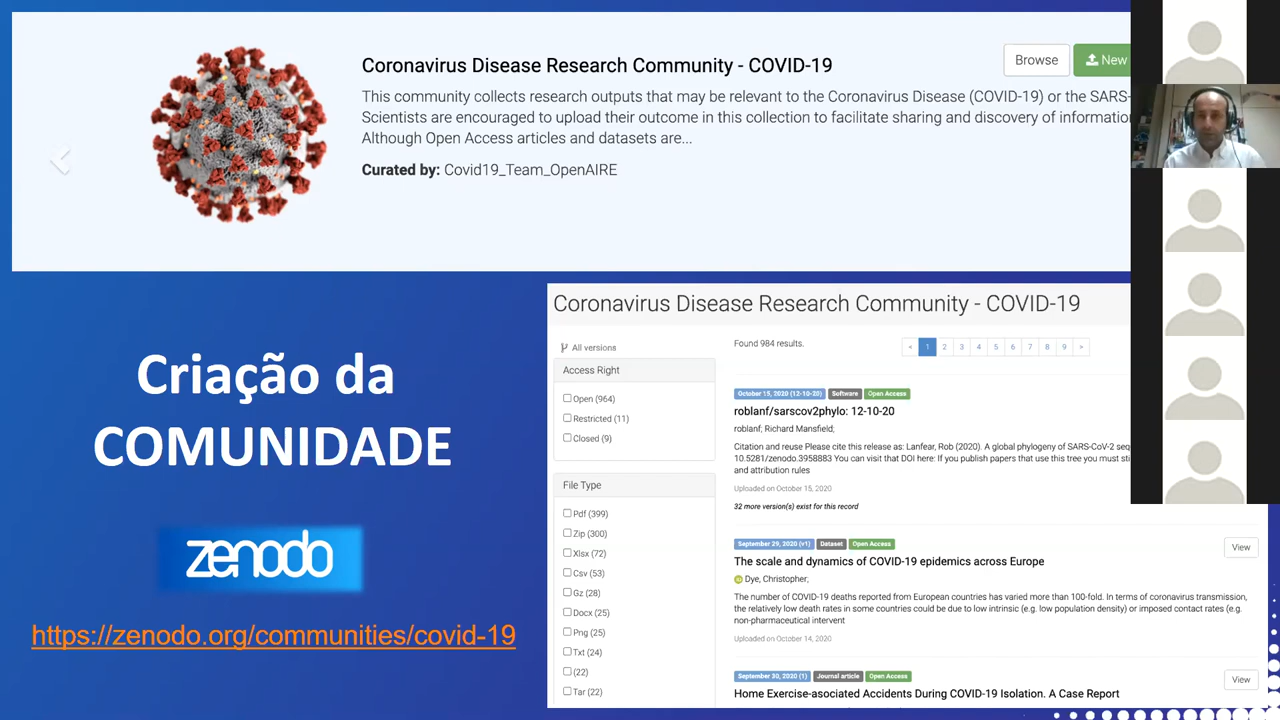 Coronavirus Disease Research Community - COVID-19
Browse
New
This community collects research outputs that may be relevant to the Coronavirus Disease (COVID-19) or the SARS-
Scientists are encouraged to upload their outcome in this collection to facilitate sharing and discovery of information
Although Open Access articles and datasets are...
Curated by: Covid19_Team_OpenAIRE
Criação da
COMUNIDADE
zenodo
https://zenodo.org/communities/covid-19
Coronavirus Disease Research Community - COVID-19
All versions
Access Right
Open (964)
Restricted (11)
Closed (9)
File Type
Pdf (399)
Zip (300)
Xlsx (72)
Csv (53)
Gz (28)
Docx (25)
Png (25)
Txt (24)
(22)
Tar (22)
Found 984 results.
< 1 2 3 4 5 6 7 8 9 >
October 15, 2020 (12-10-20) Software Open Access
roblanf/sarscov2phylo: 12-10-20
roblanf; Richard Mansfield;
Citation and reuse Please cite this release as: Lanfear, Rob (2020). A global phylogeny of SARS-CoV-2 seq
10.5281/zenodo.3958883 You can visit that DOI here: If you publish papers that use this tree you must sti
and attribution rules
Uploaded on October 15, 2020
32 more version(s) exist for this record
September 29, 2020 (v1) Dataset Open Access
View
The scale and dynamics of COVID-19 epidemics across Europe
Dye, Christopher;
The number of COVID-19 deaths reported from European countries has varied more than 100-fold. In terms of coronavirus transmission,
the relatively low death rates in some countries could be due to low intrinsic (e.g. low population density) or imposed contact rates (e.g.
non-pharmaceutical intervent
Uploaded on October 14, 2020
September 30, 2020 (1) Journal article Open Access
View
Home Exercise-asociated Accidents During COVID-19 Isolation. A Case Report